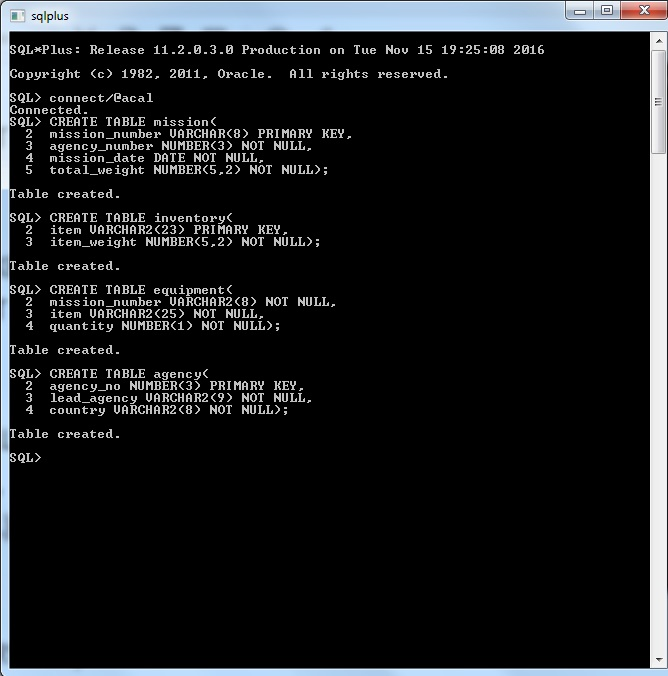 sqlplus
SQL*Plus: Release 11.2.0.3.0 Production on Tue Nov 15 19:25:08 2016
Copyright (c) 1982, 2011, Oracle.  All rights reserved.
SQL> connect/@acal
Connected.
SQL> CREATE TABLE mission(
  2  mission_number VARCHAR(8) PRIMARY KEY,
  3  agency_number NUMBER(3) NOT NULL,
  4  mission_date DATE NOT NULL,
  5  total_weight NUMBER(5,2) NOT NULL);
Table created.
SQL> CREATE TABLE inventory(
  2  item VARCHAR2(23) PRIMARY KEY,
  3  item_weight NUMBER(5,2) NOT NULL);
Table created.
SQL> CREATE TABLE equipment(
  2  mission_number VARCHAR2(8) NOT NULL,
  3  item VARCHAR2(25) NOT NULL,
  4  quantity NUMBER(1) NOT NULL);
Table created.
SQL> CREATE TABLE agency(
  2  agency_no NUMBER(3) PRIMARY KEY,
  3  lead_agency VARCHAR2(9) NOT NULL,
  4  country VARCHAR2(8) NOT NULL);
Table created.
SQL>